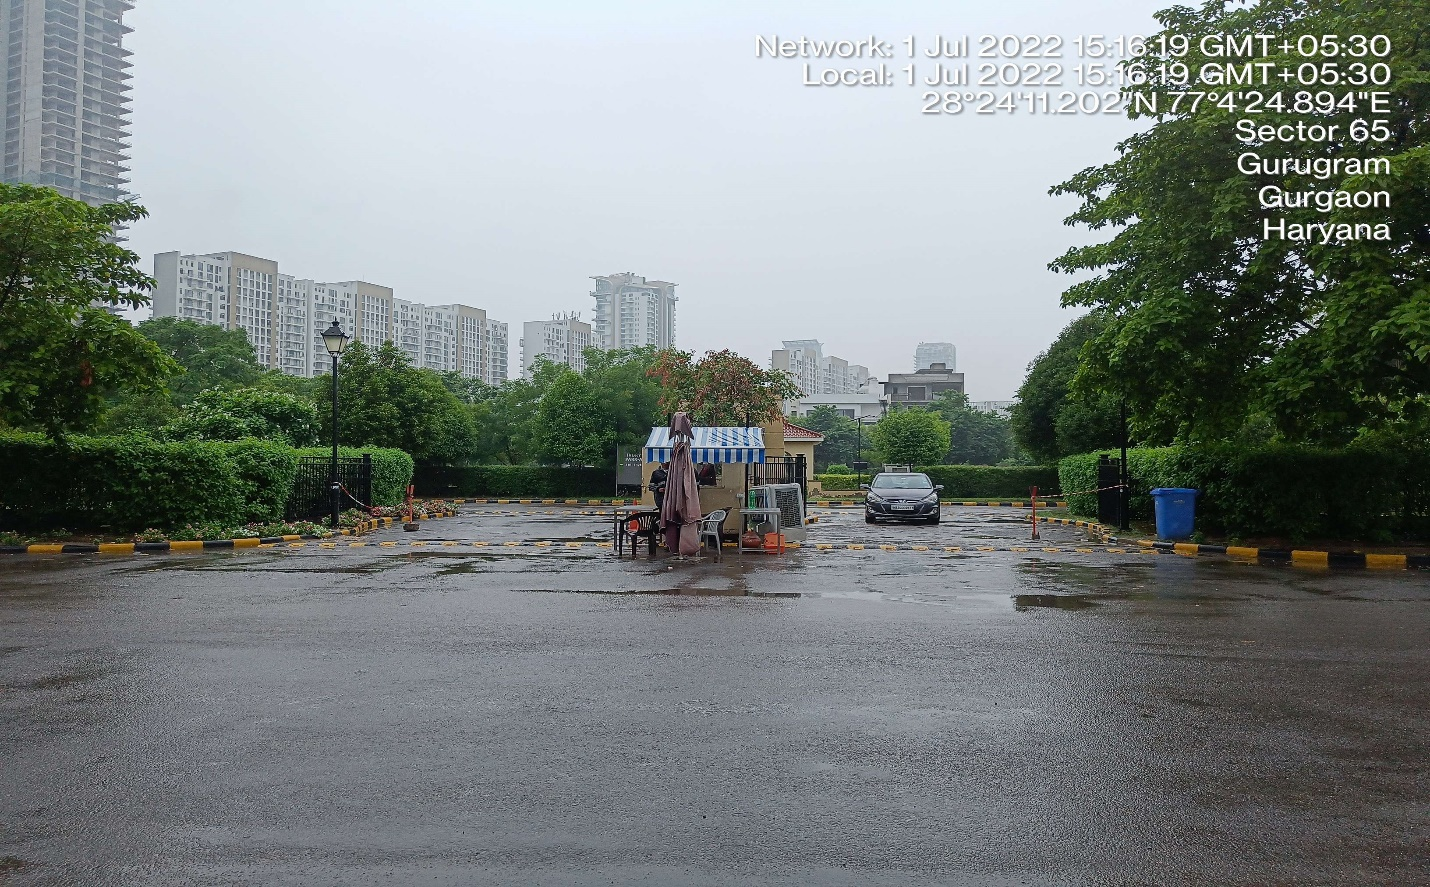 Network: 1 Jul 2022 15:16:19 GMT+05:30
Local: 1 Jul 2022 15:16:19 GMT+05:30
28°24'11.202"N 77°4'24.894"E
Sector 65
Gurugram
Gurgaon
Haryana